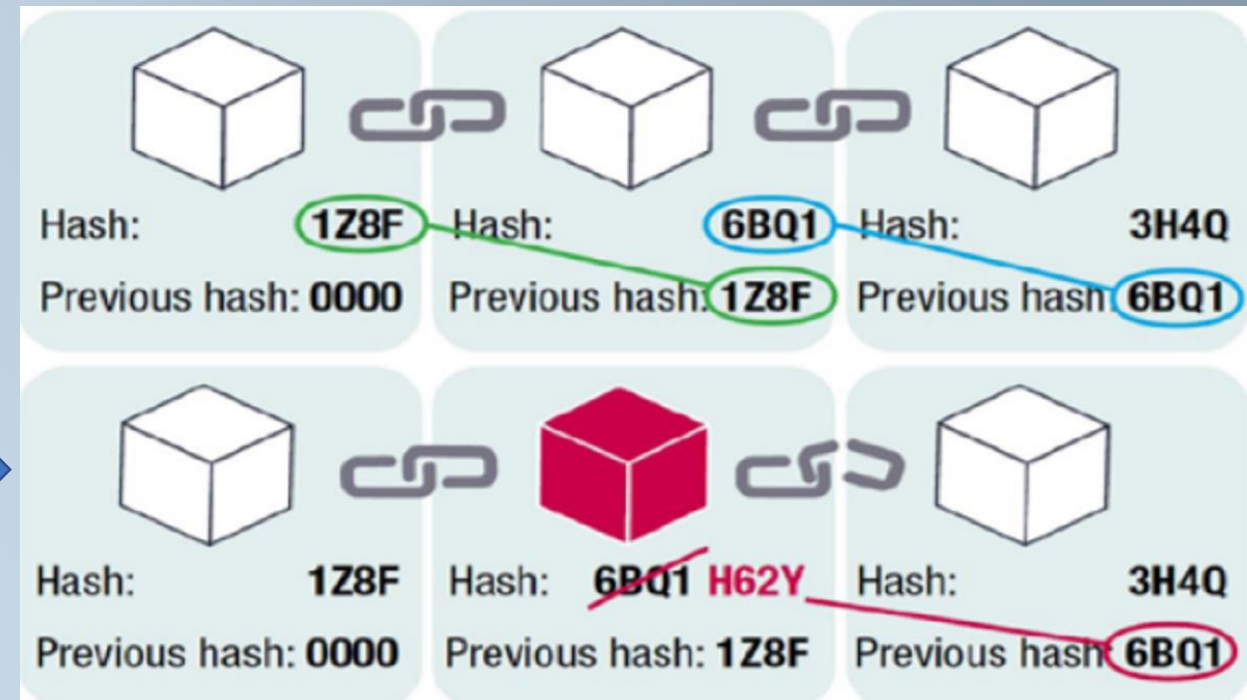 Hash: 1Z8F Hash: 6BQ1 Hash: 3H4Q
Previous hash: 0000 Previous hash: 1Z8F Previous hash: 6BQ1
Hash: 1Z8F Hash: 6BQ1 H62Y Hash: 3H4Q
Previous hash: 0000 Previous hash: 1Z8F Previous hash 6BQ1